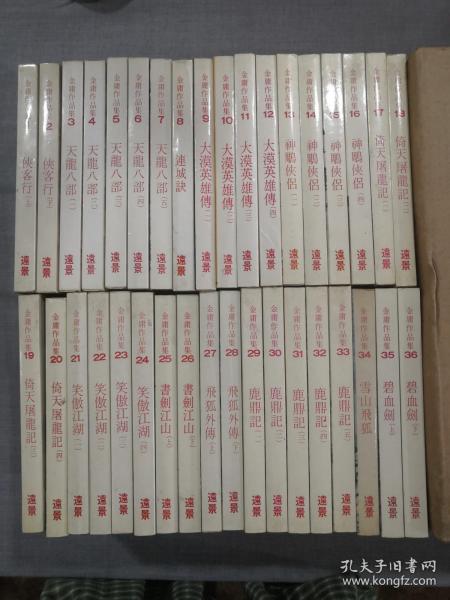 金庸作品集 1 俠客行(上) 遠景
金庸作品集 2 俠客行(下) 遠景
金庸作品集 3 天龍八部(一) 遠景
金庸作品集 4 天龍八部(二) 遠景
金庸作品集 5 天龍八部(三) 遠景
金庸作品集 6 天龍八部(四) 遠景
金庸作品集 7 天龍八部(五) 遠景
金庸作品集 8 連城訣 遠景
金庸作品集 9 大漠英雄傳(一) 遠景
金庸作品集 10 大漠英雄傳(二) 遠景
金庸作品集 11 大漠英雄傳(三) 遠景
金庸作品集 12 大漠英雄傳(四) 遠景
金庸作品集 13 神鵰俠侶(一) 遠景
金庸作品集 14 神鵰俠侶(二) 遠景
金庸作品集 15 神鵰俠侶(三) 遠景
金庸作品集 16 神鵰俠侶(四) 遠景
金庸作品集 17 倚天屠龍記(一) 遠景
金庸作品集 18 倚天屠龍記(二) 遠景
金庸作品集 19 倚天屠龍記(三) 遠景
金庸作品集 20 倚天屠龍記(四) 遠景
金庸作品集 21 笑傲江湖(一) 遠景
金庸作品集 22 笑傲江湖(二) 遠景
金庸作品集 23 笑傲江湖(三) 遠景
金庸作品集 24 笑傲江湖(四) 遠景
金庸作品集 25 書劍江山(上) 遠景
金庸作品集 26 書劍江山(下) 遠景
金庸作品集 27 飛狐外傳(上) 遠景
金庸作品集 28 飛狐外傳(下) 遠景
金庸作品集 29 鹿鼎記(一) 遠景
金庸作品集 30 鹿鼎記(二) 遠景
金庸作品集 31 鹿鼎記(三) 遠景
金庸作品集 32 鹿鼎記(四) 遠景
金庸作品集 33 鹿鼎記(五) 遠景
金庸作品集 34 雪山飛狐 遠景
金庸作品集 35 碧血劍(上) 遠景
金庸作品集 36 碧血劍(下) 遠景
孔夫子旧书网